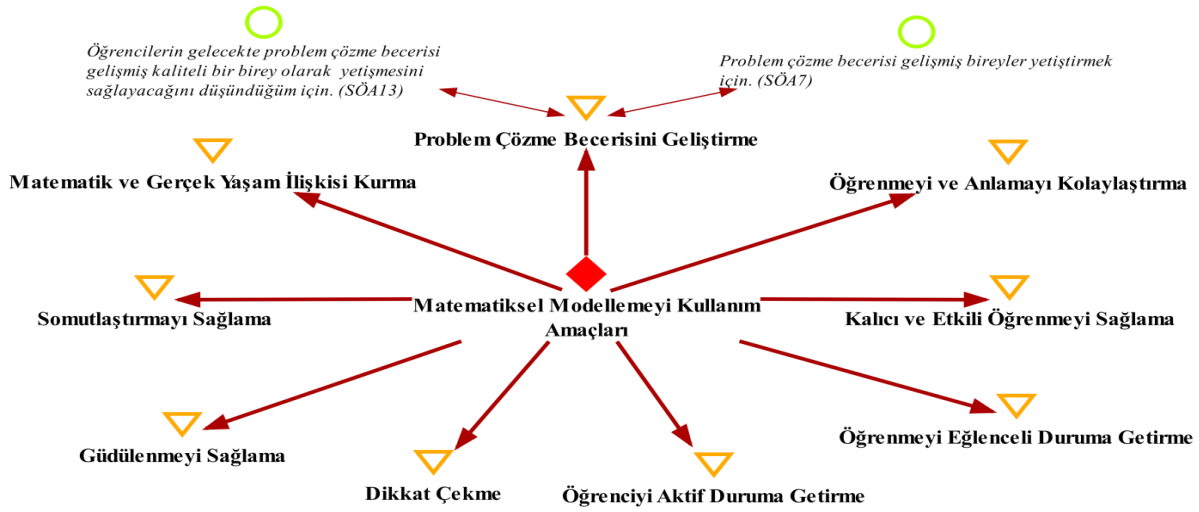 Öğrencilerin gelecekte problem çözme becerisi
gelişmiş kaliteli bir birey olarak yetişmesini
sağlayacağını düşündüğüm için. (SÖA13)
Problem çözme becerisi gelişmiş bireyler yetiştirmek
için. (SÖA7)
Problem Çözme Becerisini Geliştirme
Matematik ve Gerçek Yaşam İlişkisi Kurma
Öğrenmeyi ve Anlamayı Kolaylaştırma
Matematiksel Modellemeyi Kullanım
Amaçları
Somutlaştırmayı Sağlama
Kalıcı ve Etkili Öğrenmeyi Sağlama
Öğrenmeyi Eğlenceli Duruma Getirme
Güdülenmeyi Sağlama
Dikkat Çekme
Öğrenciyi Aktif Duruma Getirme